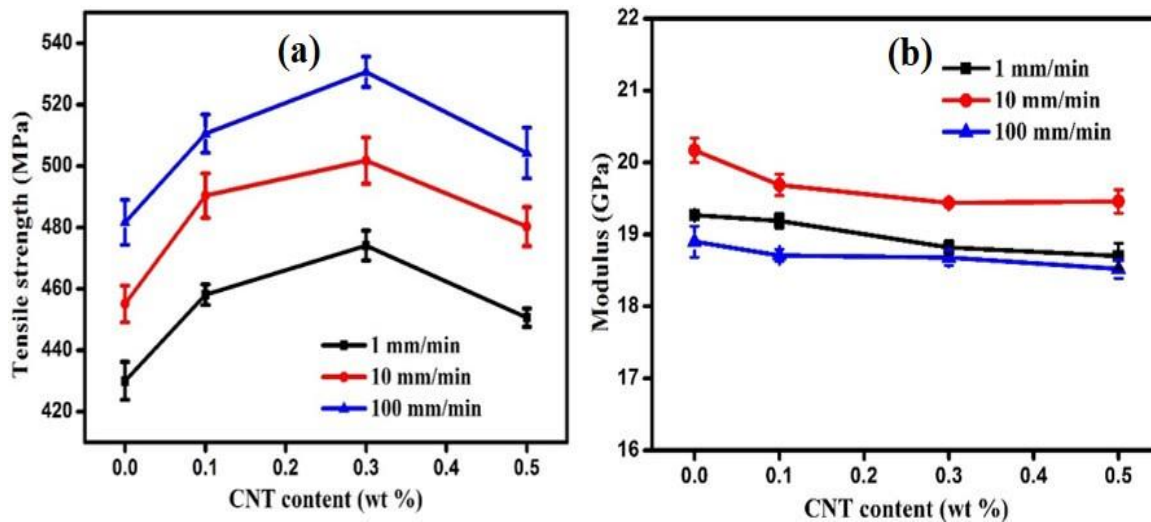 (a)
Tensile strength (MPa)
540
520
500
480
460
440
420
1 mm/min
10 mm/min
100 mm/min
0.0 0.1 0.2 0.3 0.4 0.5
CNT content (wt %)
(b)
Modulus (GPa)
22
21
20
19
18
17
16
1 mm/min
10 mm/min
100 mm/min
0.0 0.1 0.2 0.3 0.4 0.5
CNT content (wt %)